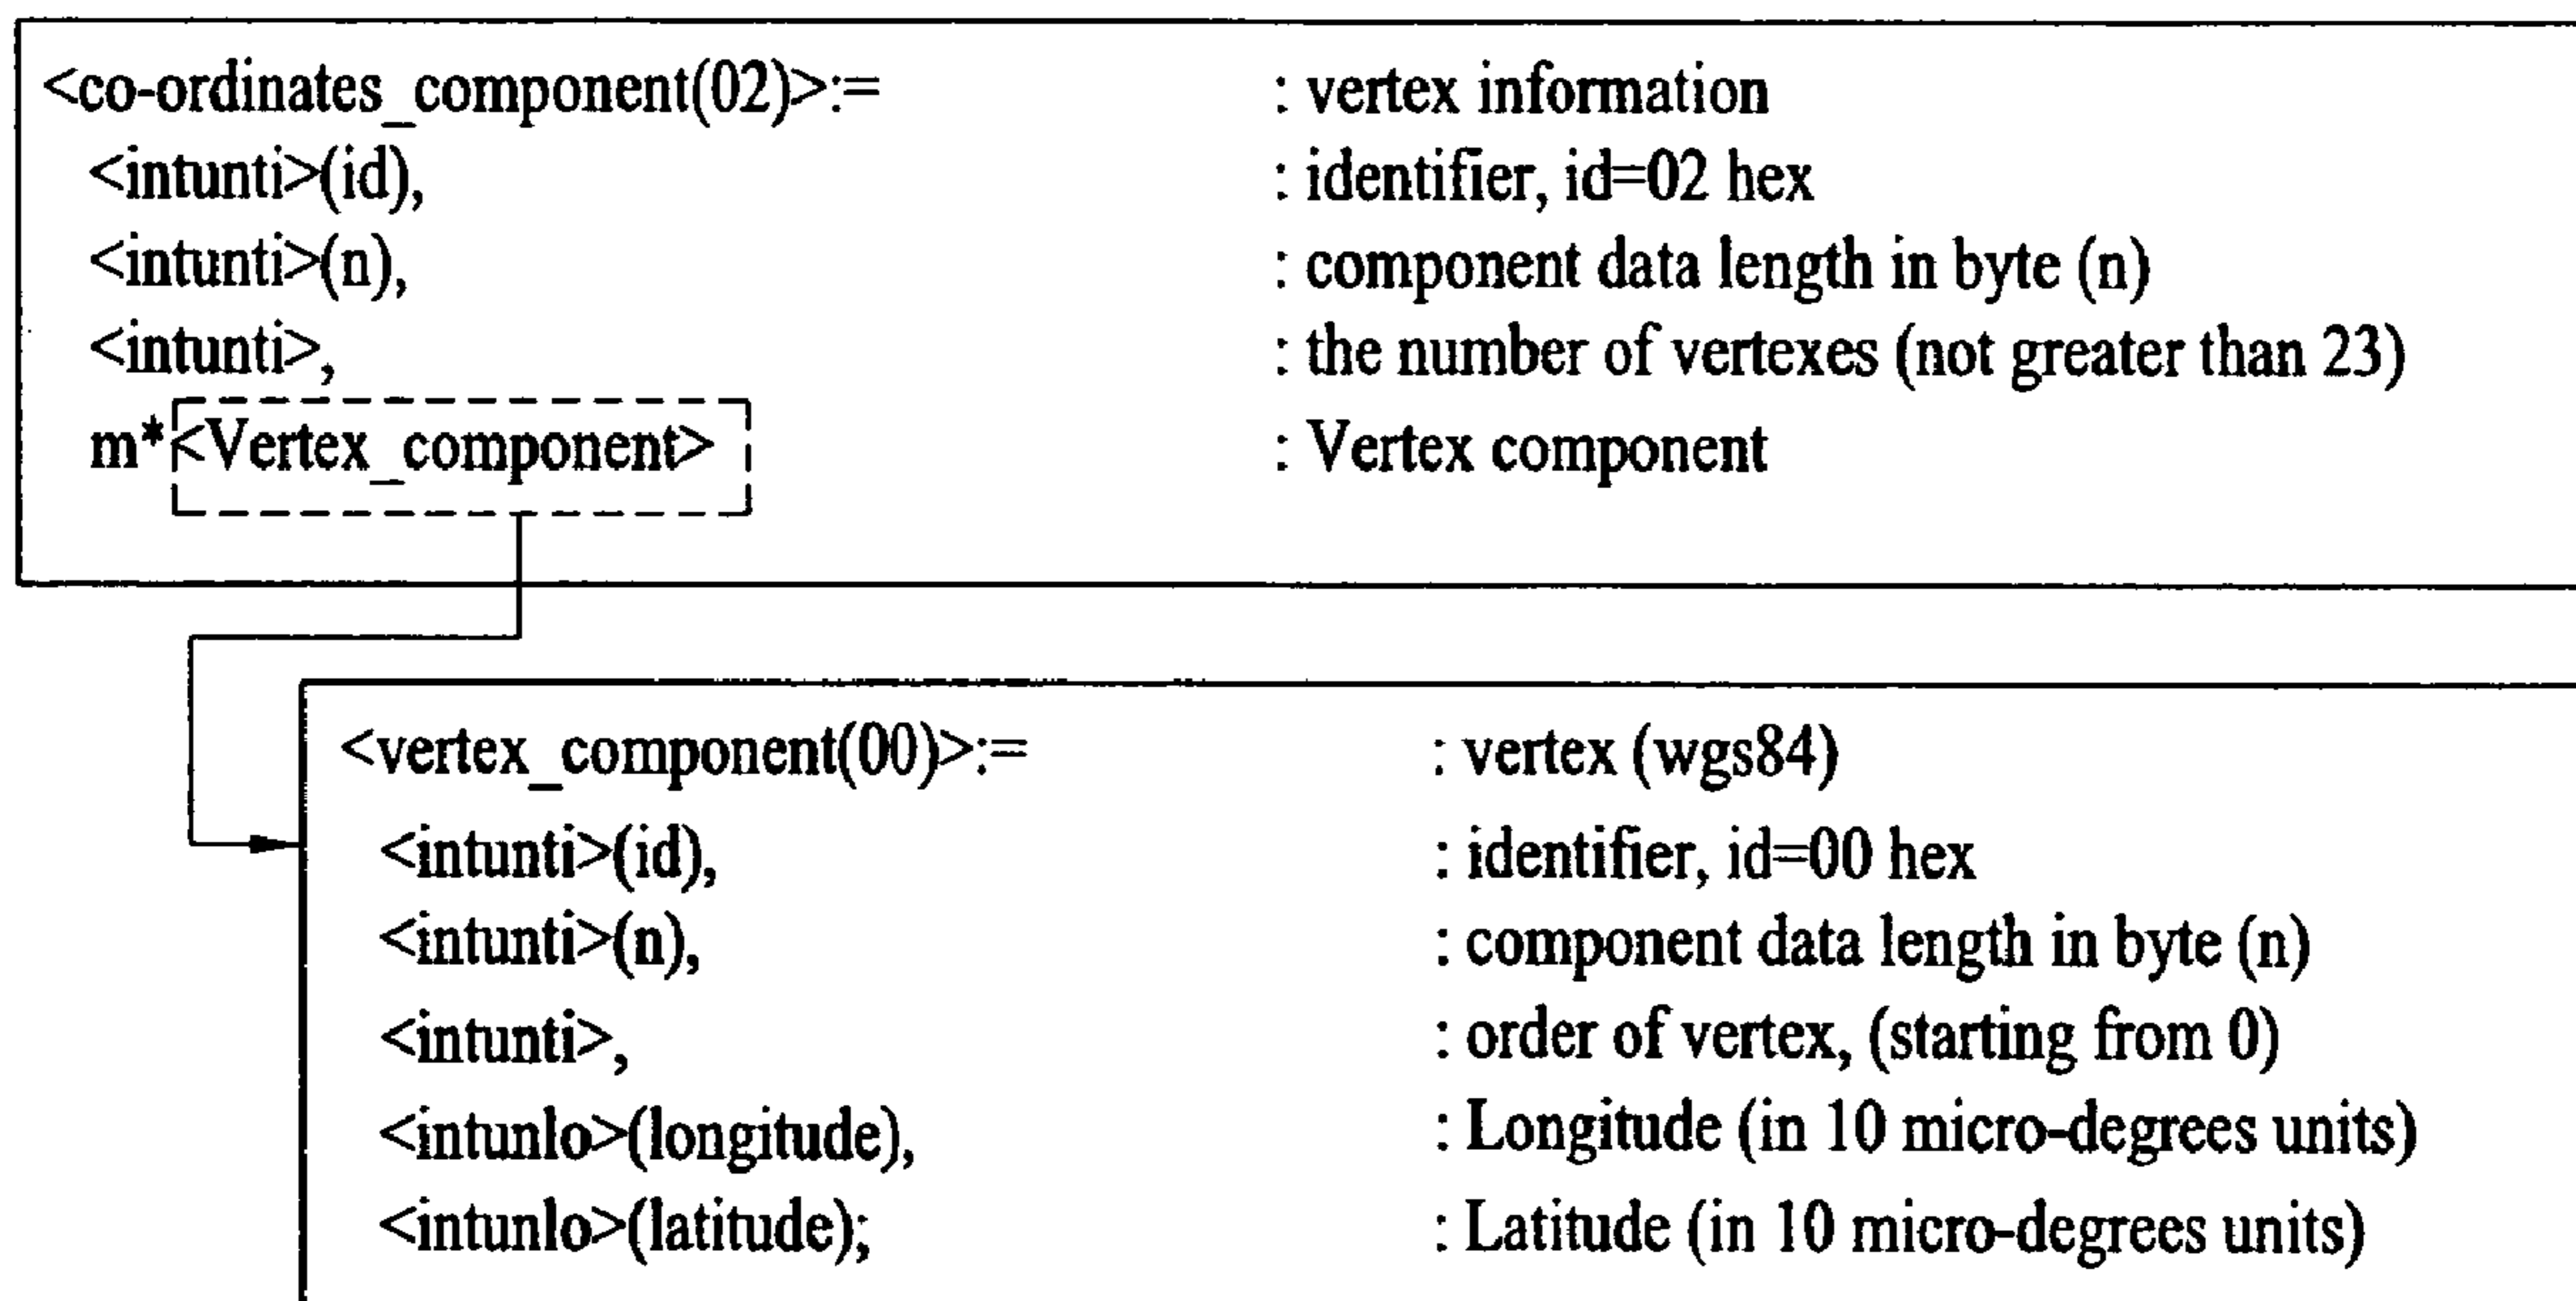 <co-ordinates_component(02)>:= : vertex information
<intunti>(id), : identifier, id=02 hex
<intunti>(n), : component data length in byte (n)
<intunti>, : the number of vertexes (not greater than 23)
m*<Vertex_component> : Vertex component
<vertex_component(00)>:= : vertex (wgs84)
<intunti>(id), : identifier, id=00 hex
<intunti>(n), : component data length in byte (n)
<intunti>, : order of vertex, (starting from 0)
<intunlo>(longitude), : Longitude (in 10 micro-degrees units)
<intunlo>(latitude); : Latitude (in 10 micro-degrees units)